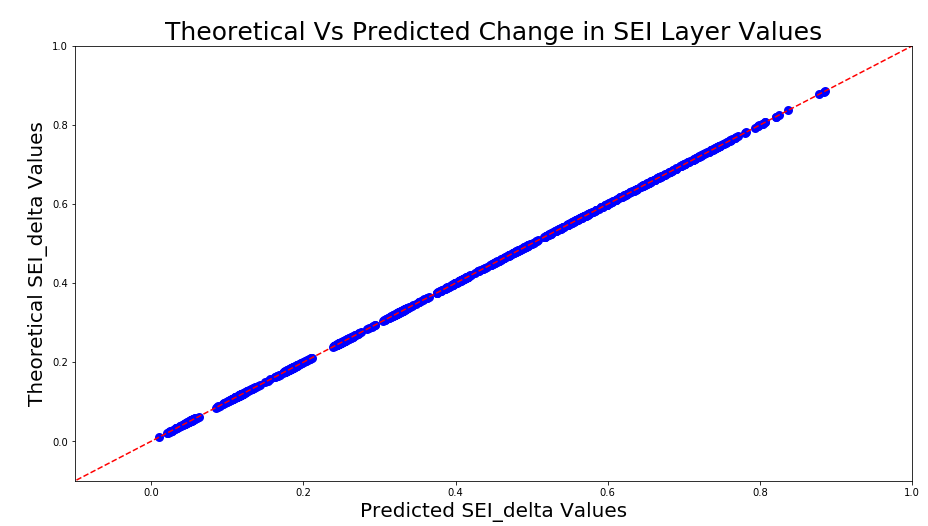 Theoretical Vs Predicted Change in SEI Layer Values
Theoretical SEI_delta Values
1.0
0.8
0.6
0.4
0.2
0.0
0.0 0.2 0.4 0.6 0.8 1.0
Predicted SEI_delta Values